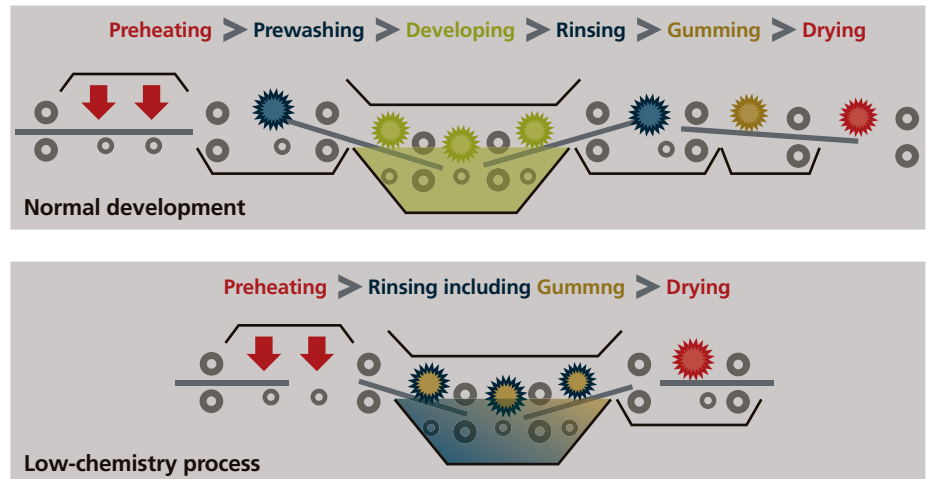 Preheating > Prewashing > Developing > Rinsing > Gumming > Drying
Normal development
Preheating > Rinsing including Gummng > Drying
Low-chemistry process